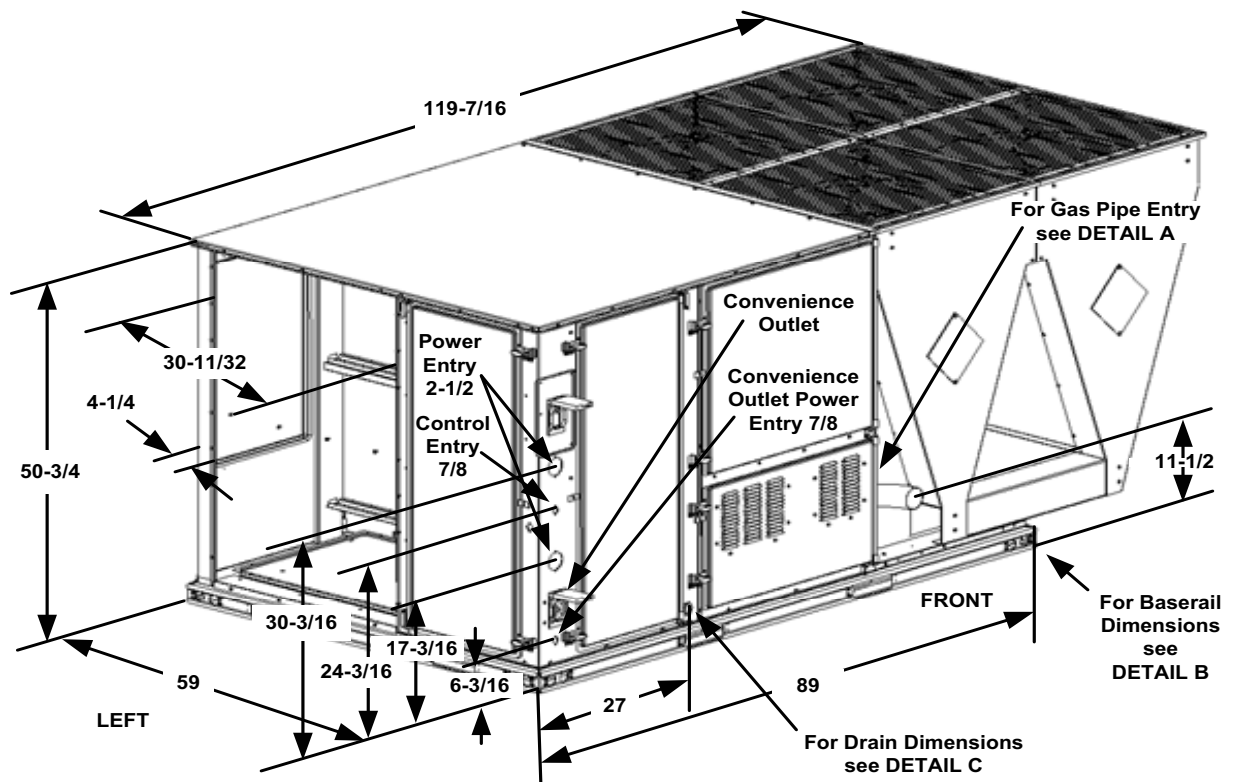 119-7/16
For Gas Pipe Entry
see DETAIL A
Convenience
Outlet
Power
Entry
2-1/2
30-11/32
Convenience
Outlet Power
Entry 7/8
4-1/4
Control
Entry
7/8
50-3/4
11-1/2
FRONT
For Baserail
Dimensions
see
DETAIL B
30-3/16
17-3/16
24-3/16
6-3/16
59
89
27
LEFT
For Drain Dimensions
see DETAIL C